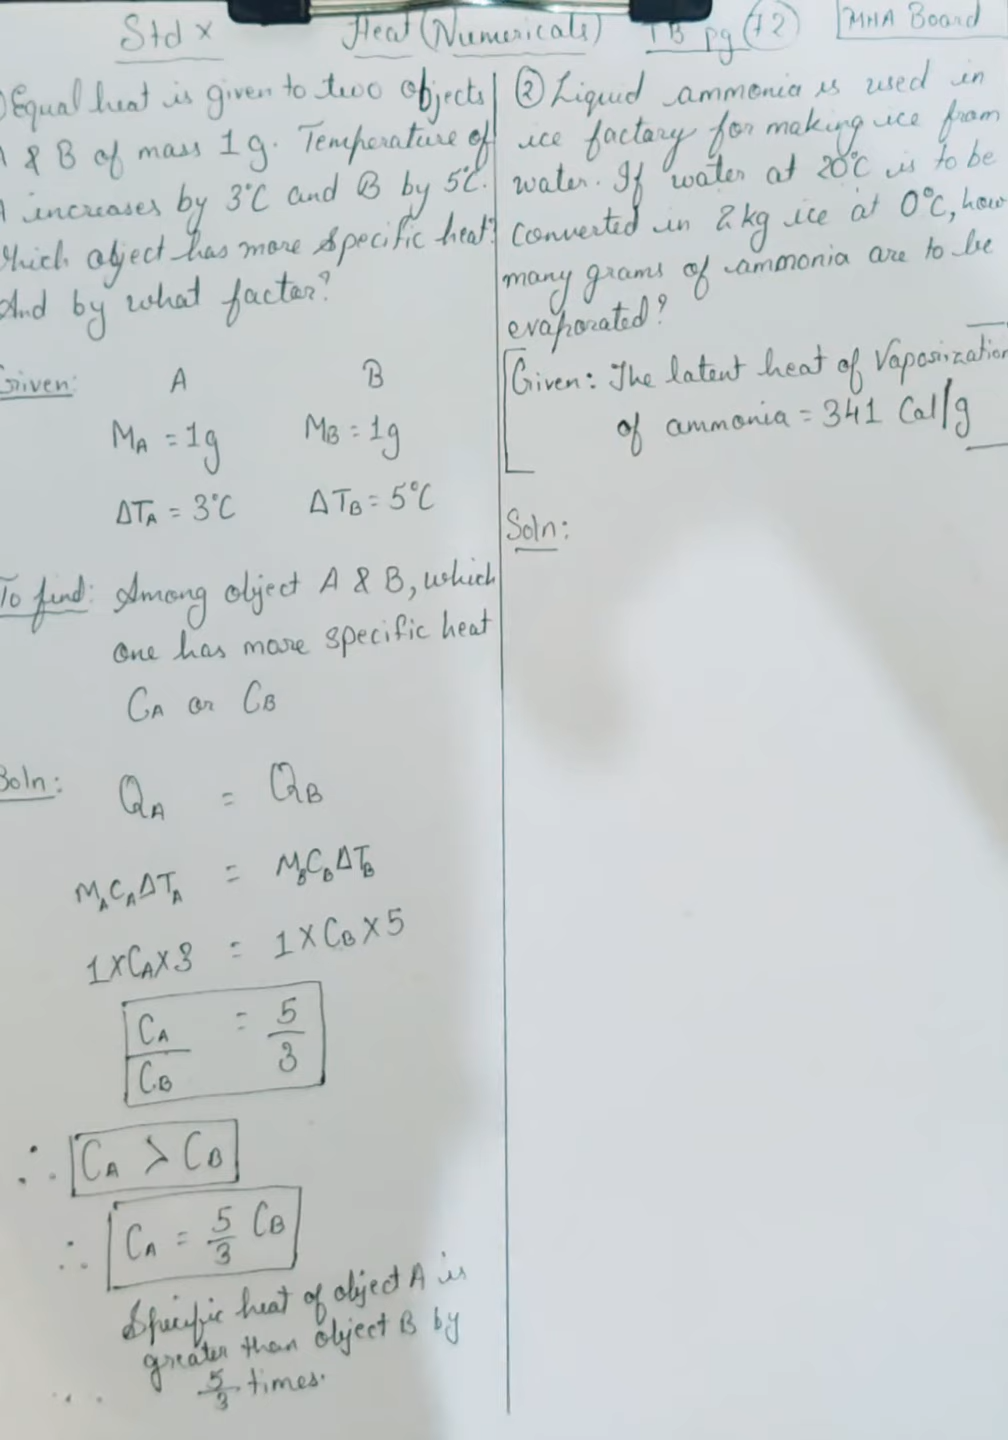 Std X Heat (Numericals) TB pg 72 MHA Board
Equal heat is given to two objects
A & B of mass 1g. Temperature of
A increases by 3°C and B by 5°C.
Which object has more specific heat?
And by what factor?
Given: A B
MA = 1g MB = 1g
ΔTA = 3°C ΔTB = 5°C
To find: Among object A & B, which
one has more specific heat
CA or CB
Soln:
QA = QB
MACAΔTA = MBCBΔTB
1×CA×3 = 1×CB×5
CA/CB = 5/3
∴ CA > CB
∴ CA = 5/3 CB
Specific heat of object A is
greater than object B by
5/3 times.
② Liquid ammonia is used in
ice factory for making ice from
water. If water at 20°C is to be
converted in 2 kg ice at 0°C, how
many grams of ammonia are to be
evaporated?
[Given: The latent heat of Vaporization
of ammonia = 341 Cal/g]
Soln: